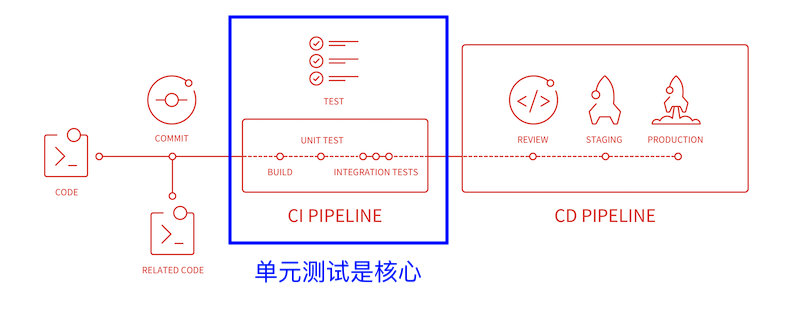 TEST
COMMIT
UNIT TEST
REVIEW
STAGING
PRODUCTION
CODE
BUILD
INTEGRATION TESTS
CI PIPELINE
CD PIPELINE
RELATED CODE
单元测试是核心